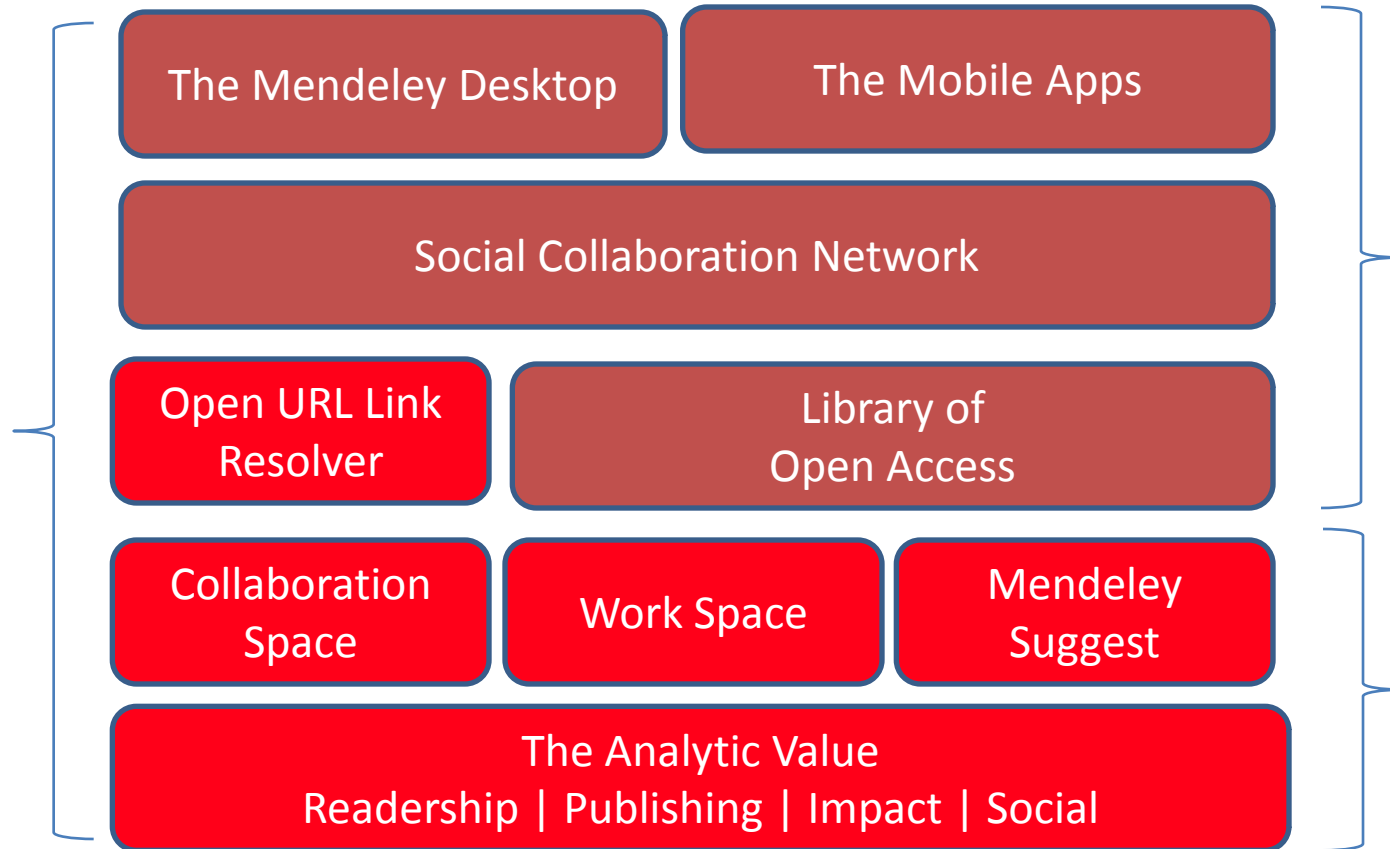 The Mendeley Desktop
The Mobile Apps
Social Collaboration Network
Open URL Link
Resolver
Library of
Open Access
Collaboration
Space
Work Space
Mendeley
Suggest
The Analytic Value
Readership | Publishing | Impact | Social